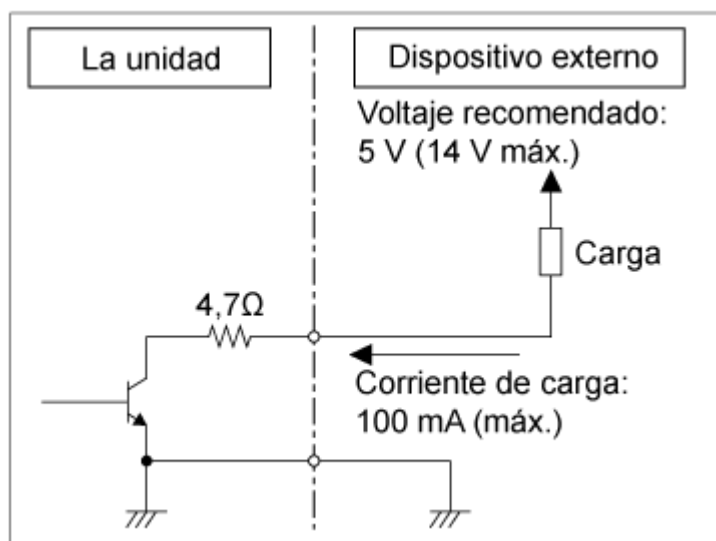 La unidad
Dispositivo externo
Voltaje recomendado:
5 V (14 V máx.)
Carga
4,7Ω
Corriente de carga:
100 mA (máx.)